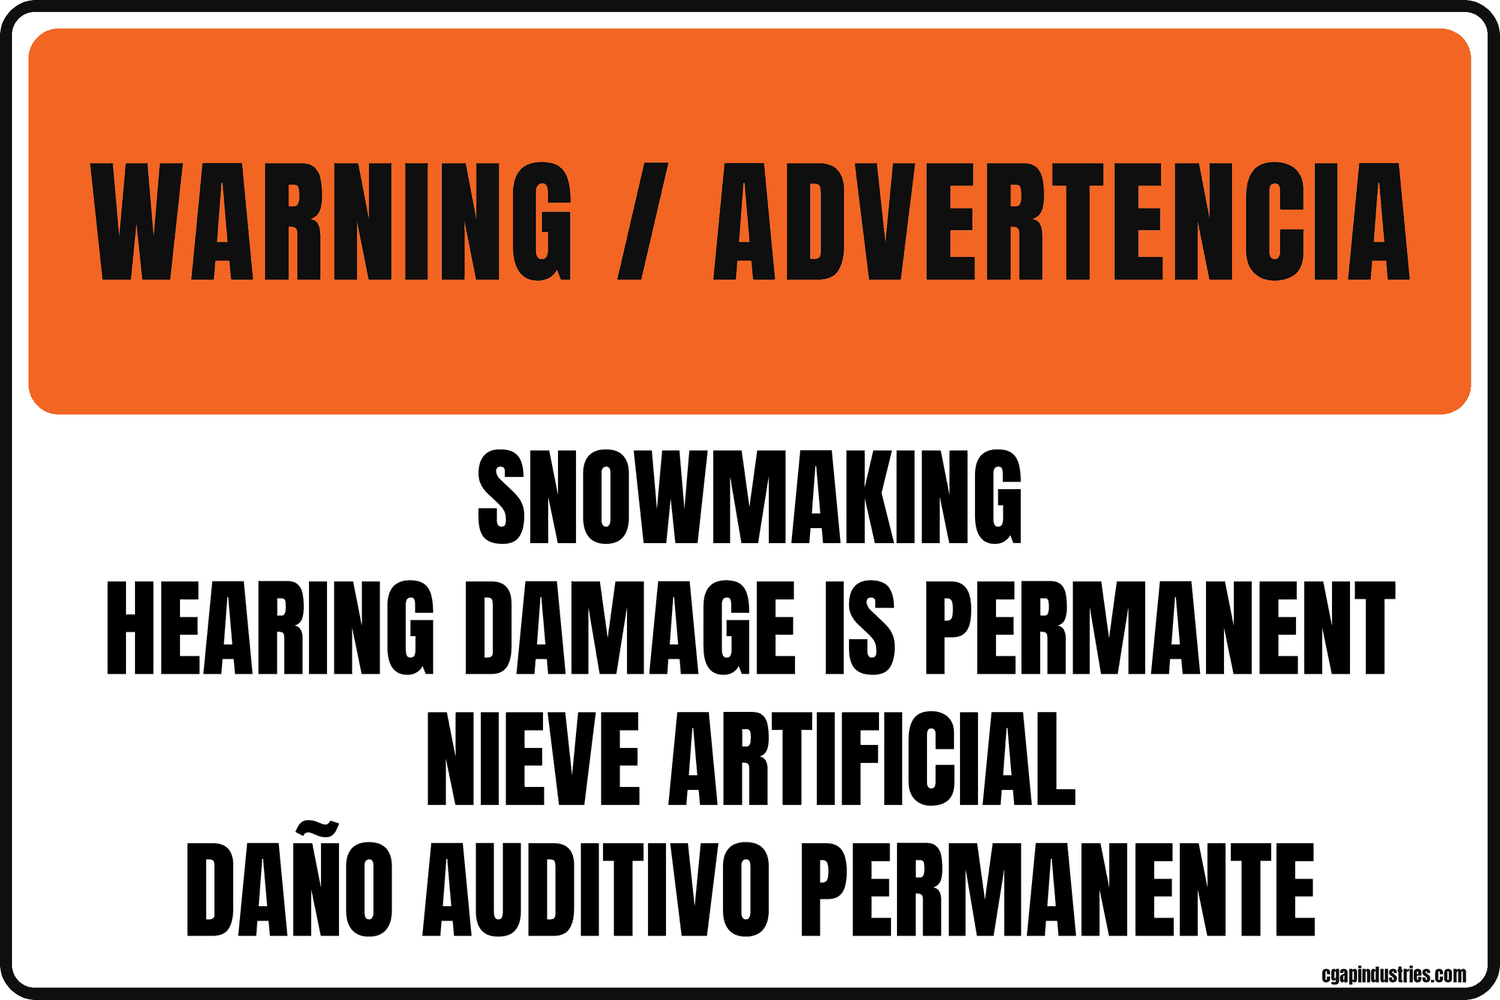 WARNING / ADVERTENCIA
SNOWMAKING
HEARING DAMAGE IS PERMANENT
NIEVE ARTIFICIAL
DAÑO AUDITIVO PERMANENTE
cgapindustries.com